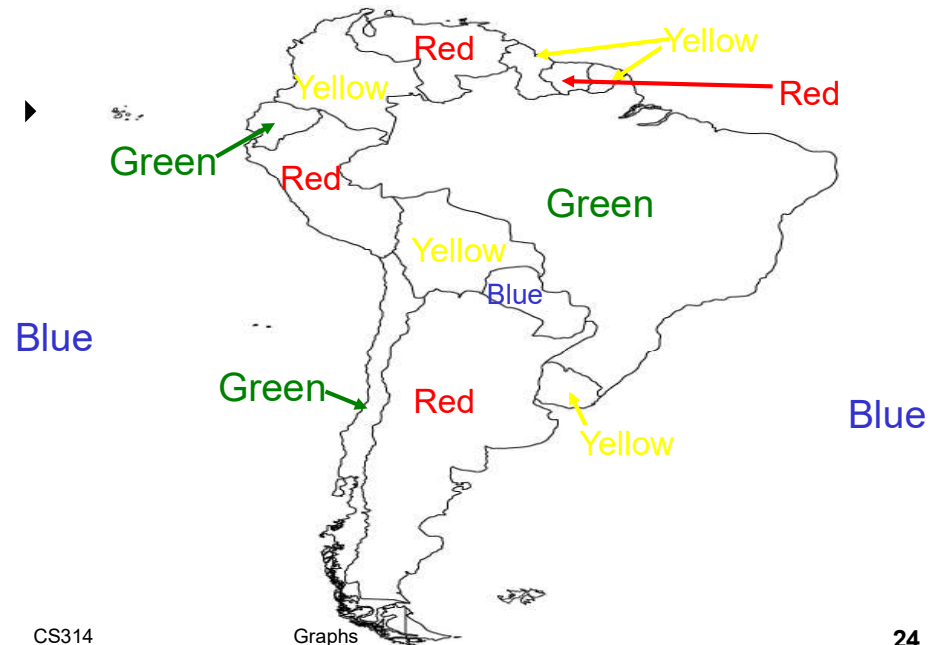 Red
Yellow
Yellow
Red
Green
Red
Green
Yellow
Blue
Blue
Green
Red
Blue
Yellow
CS314
Graphs
24